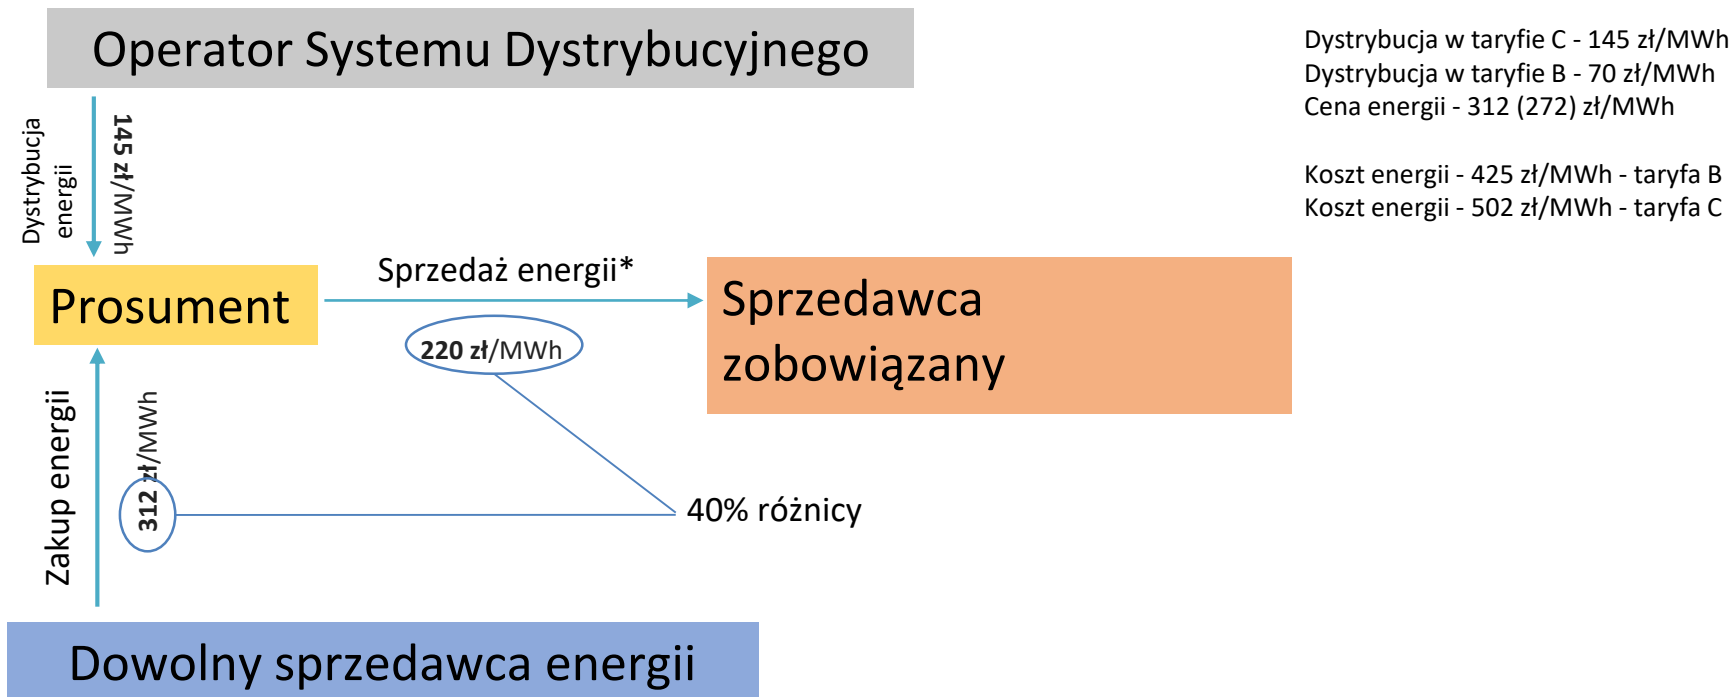 Operator Systemu Dystrybucyjnego
Dystrybucja w taryfie C - 145 zł/MWh
Dystrybucja w taryfie B - 70 zł/MWh
Cena energii - 312 (272) zł/MWh
Koszt energii - 425 zł/MWh - taryfa B
Koszt energii - 502 zł/MWh - taryfa C
Dystrybucja
energii
145 zł/MWh
Prosument
Sprzedaż energii*
220 zł/MWh
Sprzedawca
zobowiązany
Zakup energii
312 zł/MWh
40% różnicy
Dowolny sprzedawca energii